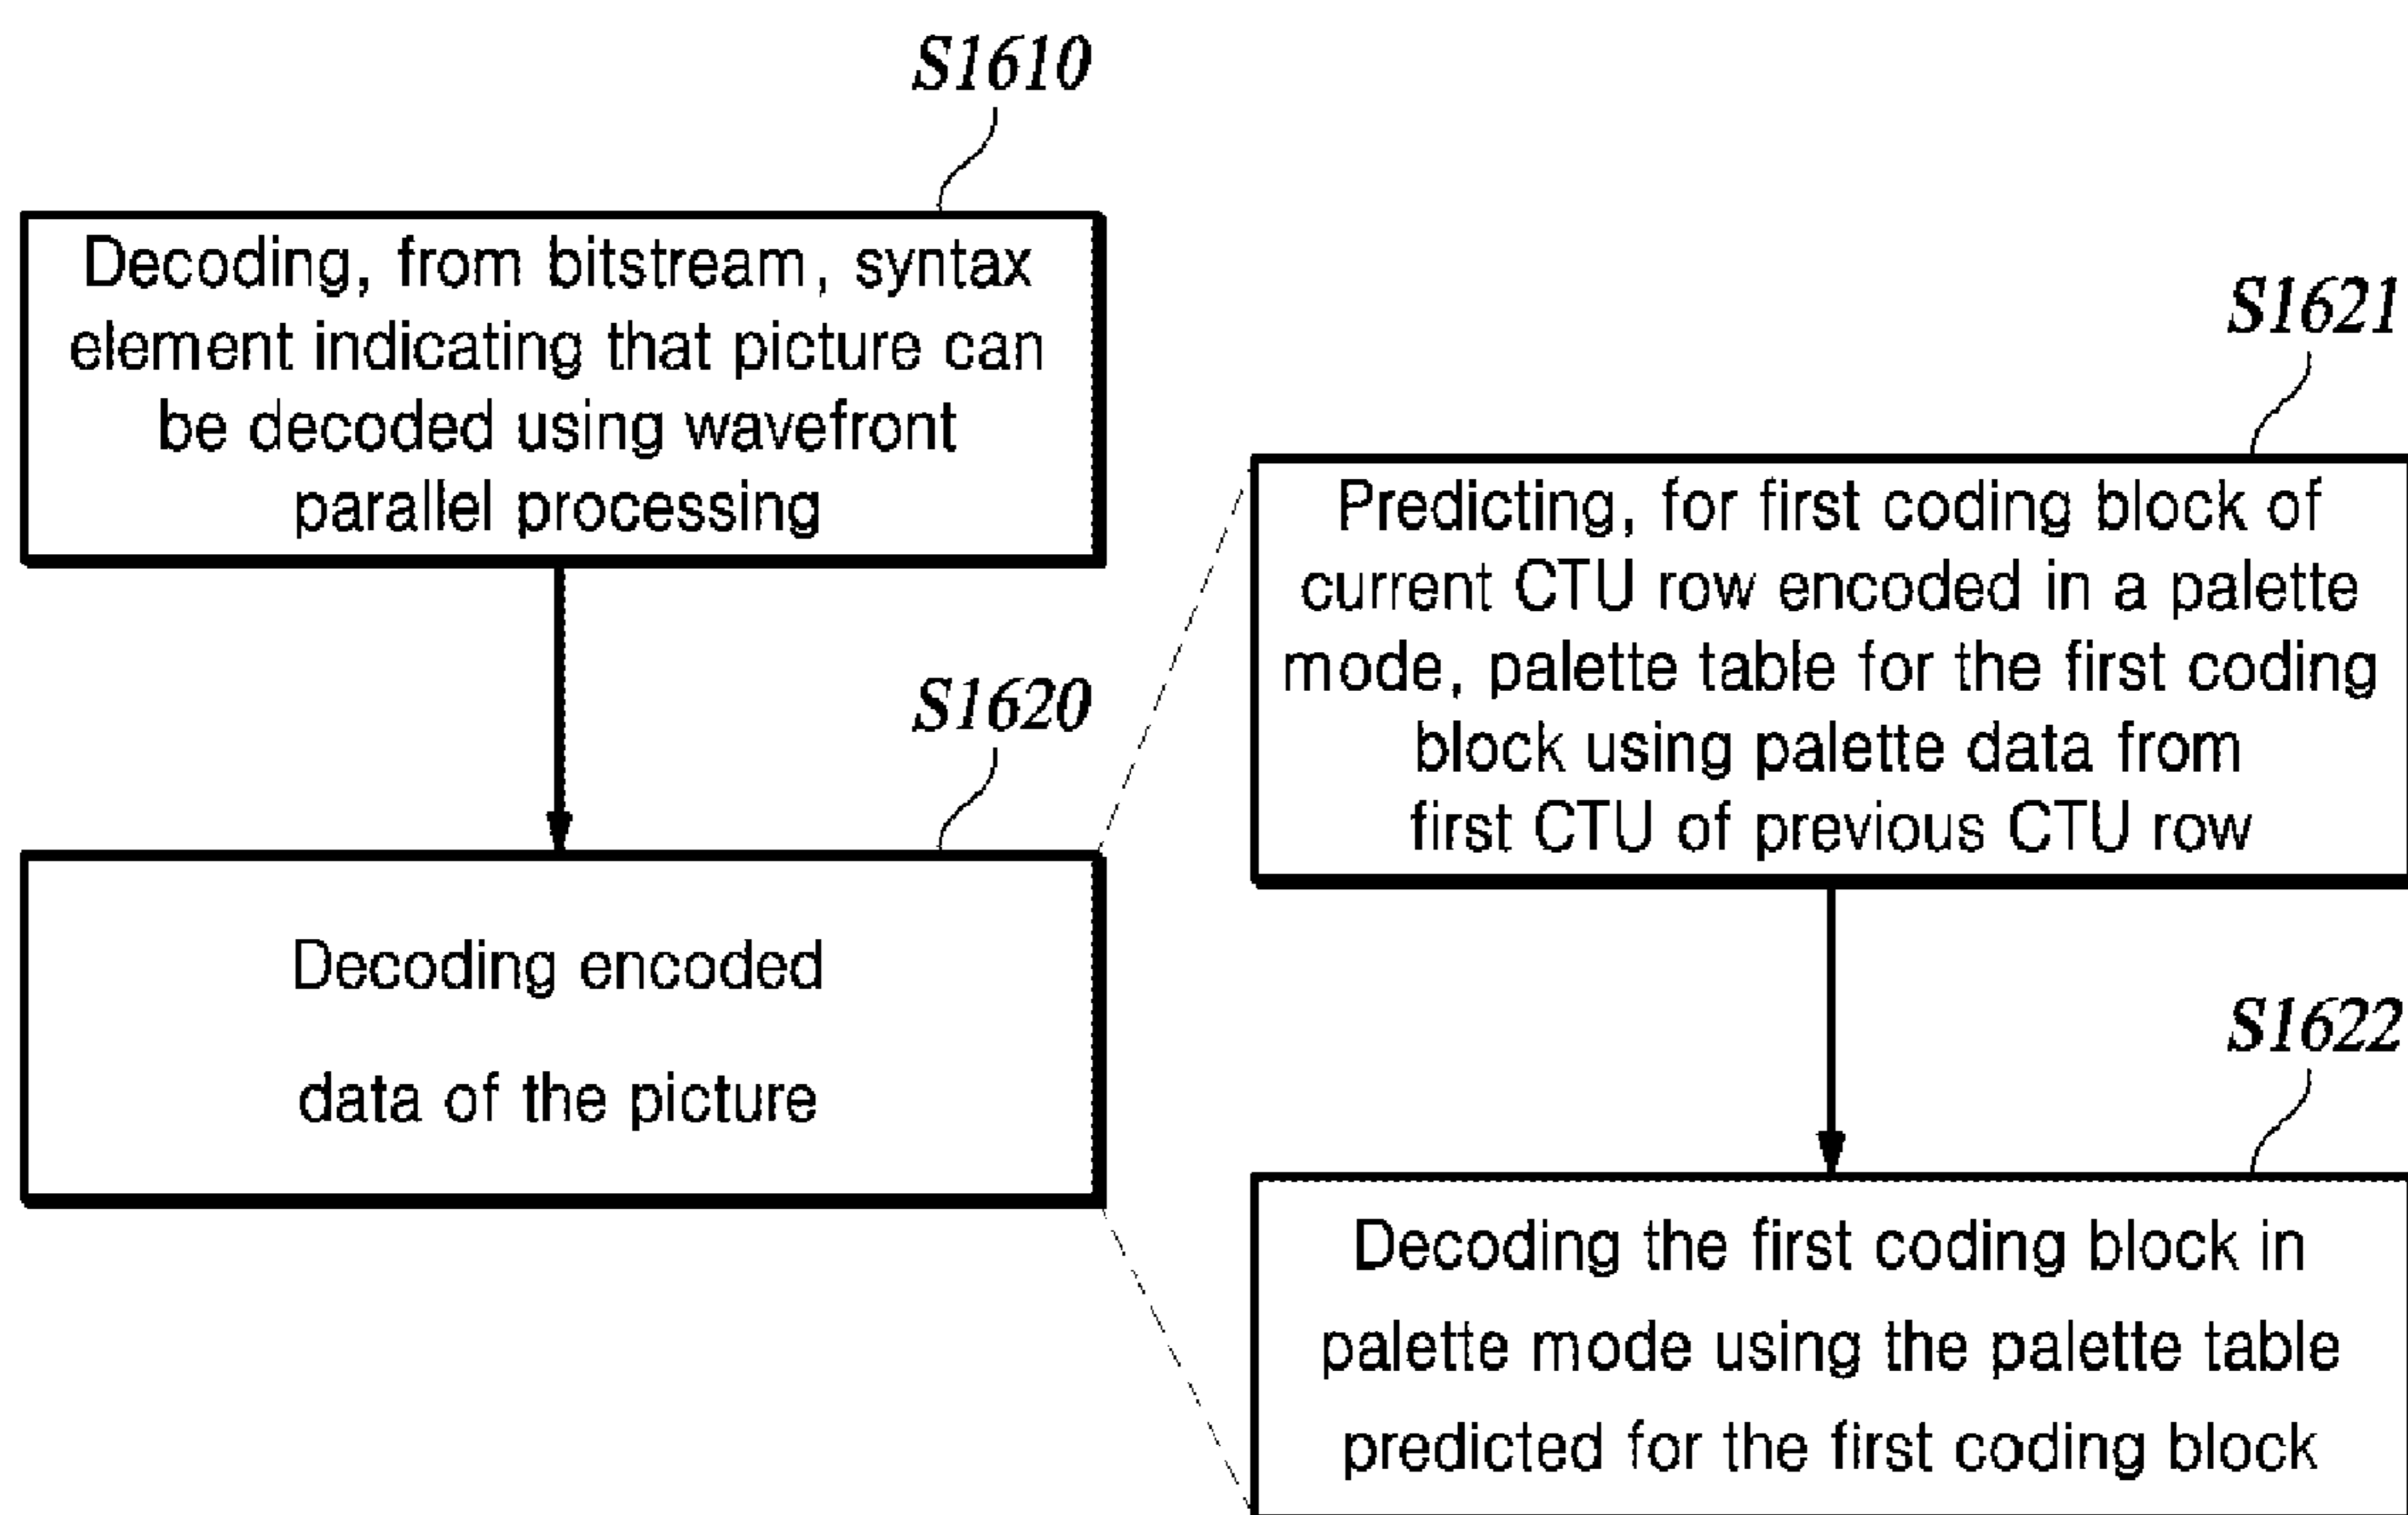 S1610
Decoding, from bitstream, syntax
element indicating that picture can
be decoded using wavefront
parallel processing
S1620
Decoding encoded
data of the picture
S1621
Predicting, for first coding block of
current CTU row encoded in a palette
mode, palette table for the first coding
block using palette data from
first CTU of previous CTU row
S1622
Decoding the first coding block in
palette mode using the palette table
predicted for the first coding block